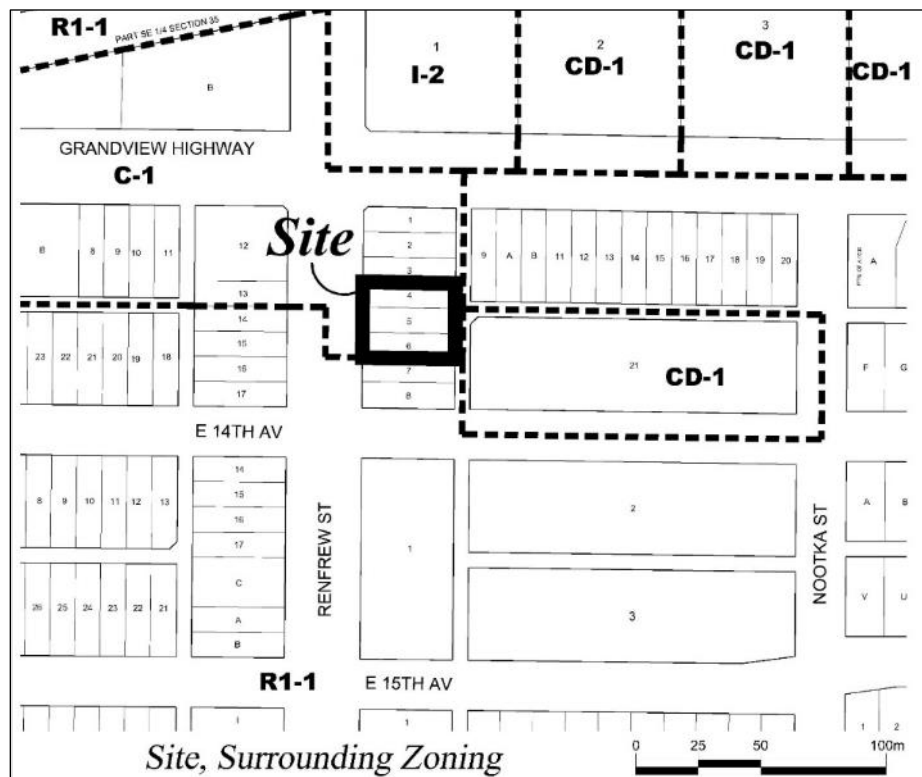 R1-1
PART SE 1/4 SECTION 35
B
1
I-2
2
CD-1
3
CD-1
CD-1
GRANDVIEW HIGHWAY
C-1
B 8 9 10 11
12
13
14
15
16
17
Site
1
2
3
4
5
6
7
8
9 A B 11 12 13 14 15 16 17 18 19 20
A
23 22 21 20 19 18
21
CD-1
F G
E 14TH AV
8 9 10 11 12 13
14
15
16
17
C
A
B
RENFREW ST
1
2
3
NOOTKA ST
A B
V U
26 25 24 23 22 21
R1-1
E 15TH AV
1
1
1 2
Site, Surrounding Zoning
0 25 50 100m